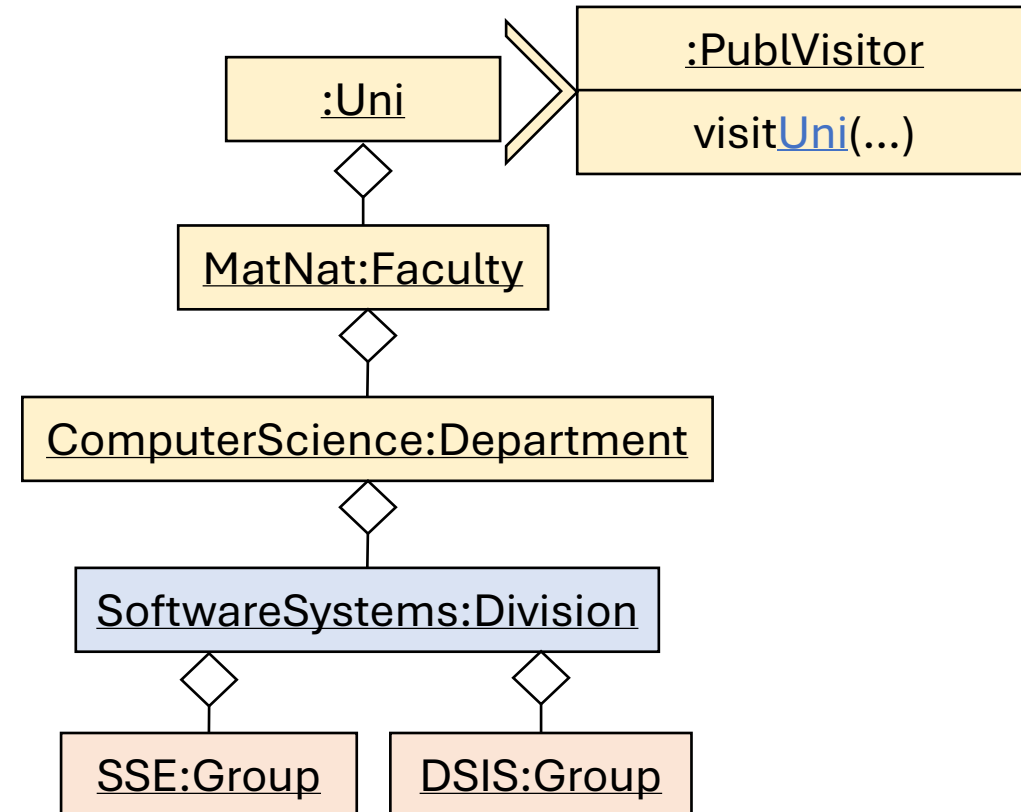 :Uni
:PublVisitor
visitUni(...)
MatNat:Faculty
ComputerScience:Department
SoftwareSystems:Division
SSE:Group
DSIS:Group